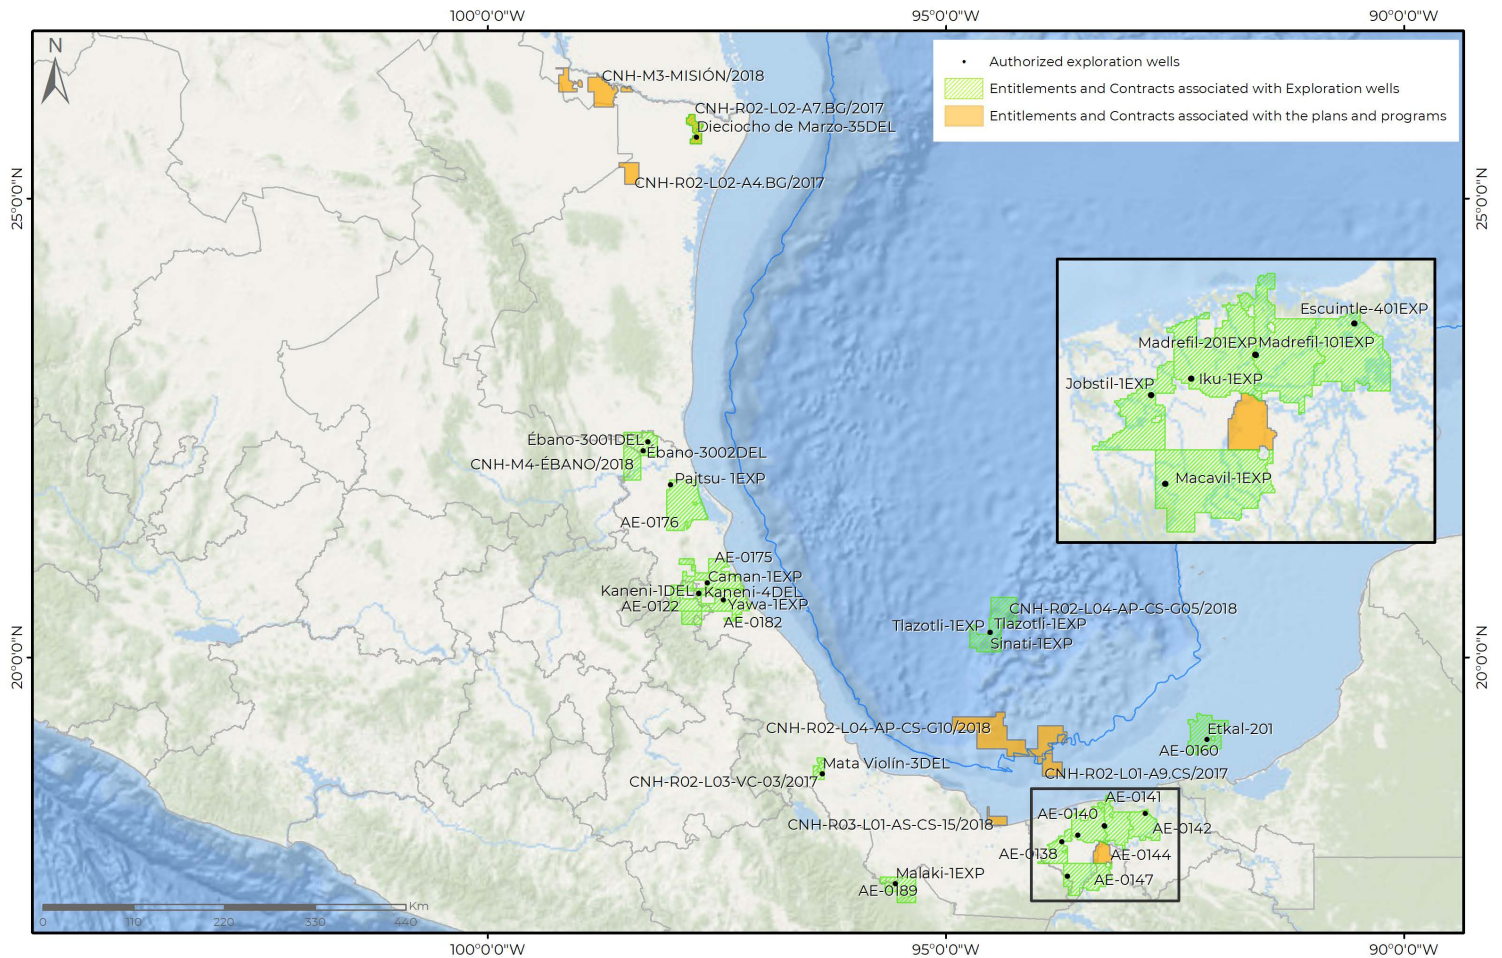 100°0'0"W
95°0'0"W
90°0'0"W
N
Authorized exploration wells
Entitlements and Contracts associated with Exploration wells
Entitlements and Contracts associated with the plans and programs
CNH-M3-MISIÓN/2018
CNH-R02-L02-A7.BG/2017
Dieciocho de Marzo-35DEL
CNH-R02-L02-A4.BG/2017
25°0'0"N
25°0'0"N
Escuintle-401EXP
Madrefil-201EXP
Madrefil-101EXP
Jobstil-1EXP
Iku-1EXP
Macavil-1EXP
Ébano-3001DEL
Ébano-3002DEL
CNH-M4-ÉBANO/2018
Pajtsu- 1EXP
AE-0176
AE-0175
Caman-1EXP
Kaneni-1DEL
Kaneni-4DEL
AE-0122
Yawa-1EXP
AE-0182
CNH-R02-L04-AP-CS-G05/2018
Tlazotli-1EXP
Tlazotli-1EXP
Sinati-1EXP
20°0'0"N
20°0'0"N
CNH-R02-L04-AP-CS-G10/2018
Etkal-201
AE-0160
Mata Violín-3DEL
CNH-R02-L03-VC-03/2017
CNH-R02-L01-A9.CS/2017
AE-0141
AE-0140
CNH-R03-L01-AS-CS-15/2018
AE-0142
AE-0138
AE-0144
Malaki-1EXP
AE-0147
AE-0189
Km
0
110
220
330
440
100°0'0"W
95°0'0"W
90°0'0"W